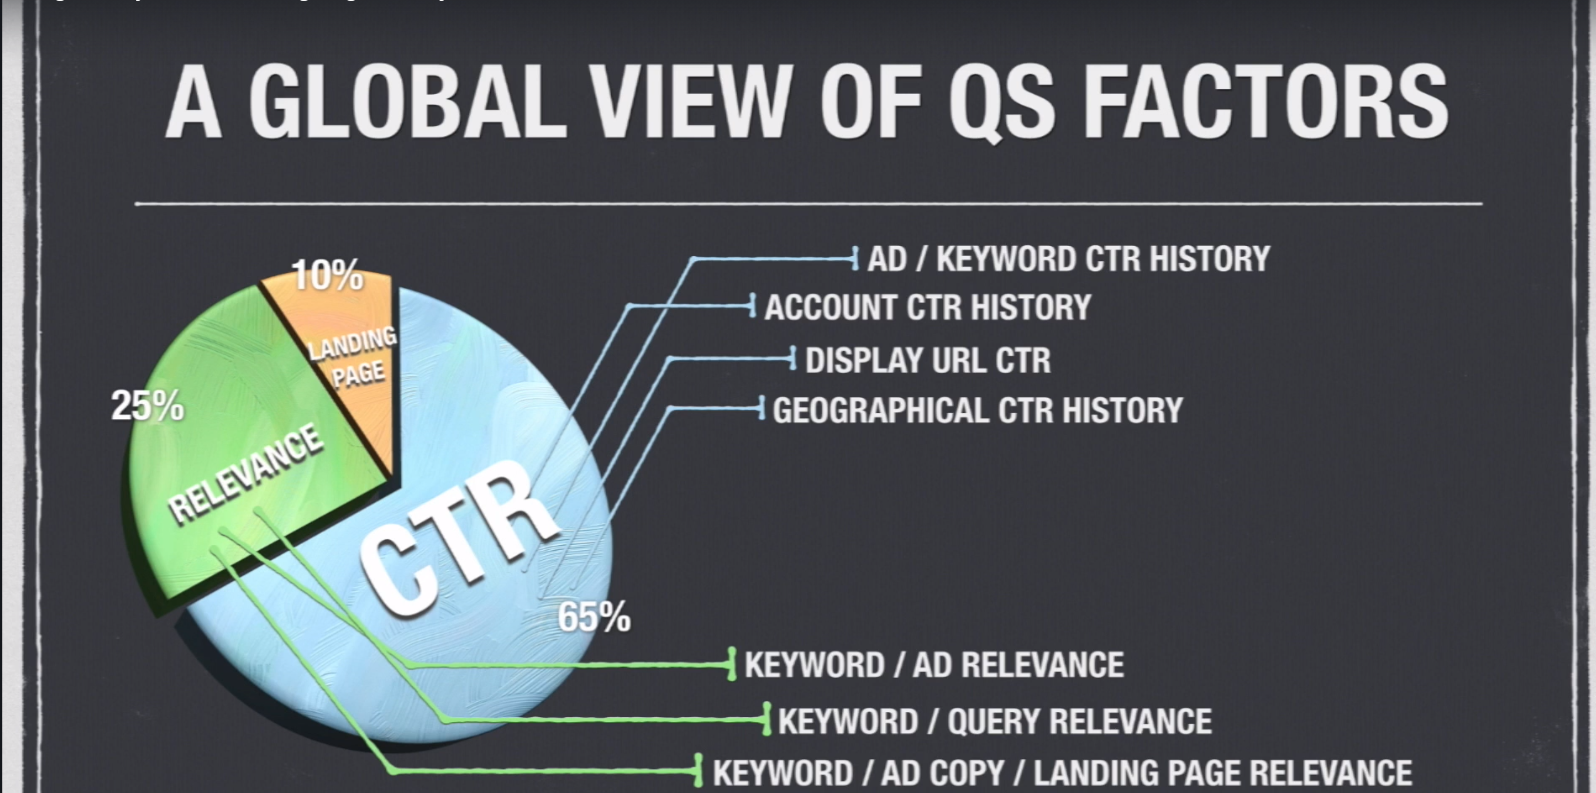 A GLOBAL VIEW OF QS FACTORS
10%
LANDING
PAGE
25%
RELEVANCE
CTR
65%
AD / KEYWORD CTR HISTORY
ACCOUNT CTR HISTORY
DISPLAY URL CTR
GEOGRAPHICAL CTR HISTORY
KEYWORD / AD RELEVANCE
KEYWORD / QUERY RELEVANCE
KEYWORD / AD COPY / LANDING PAGE RELEVANCE